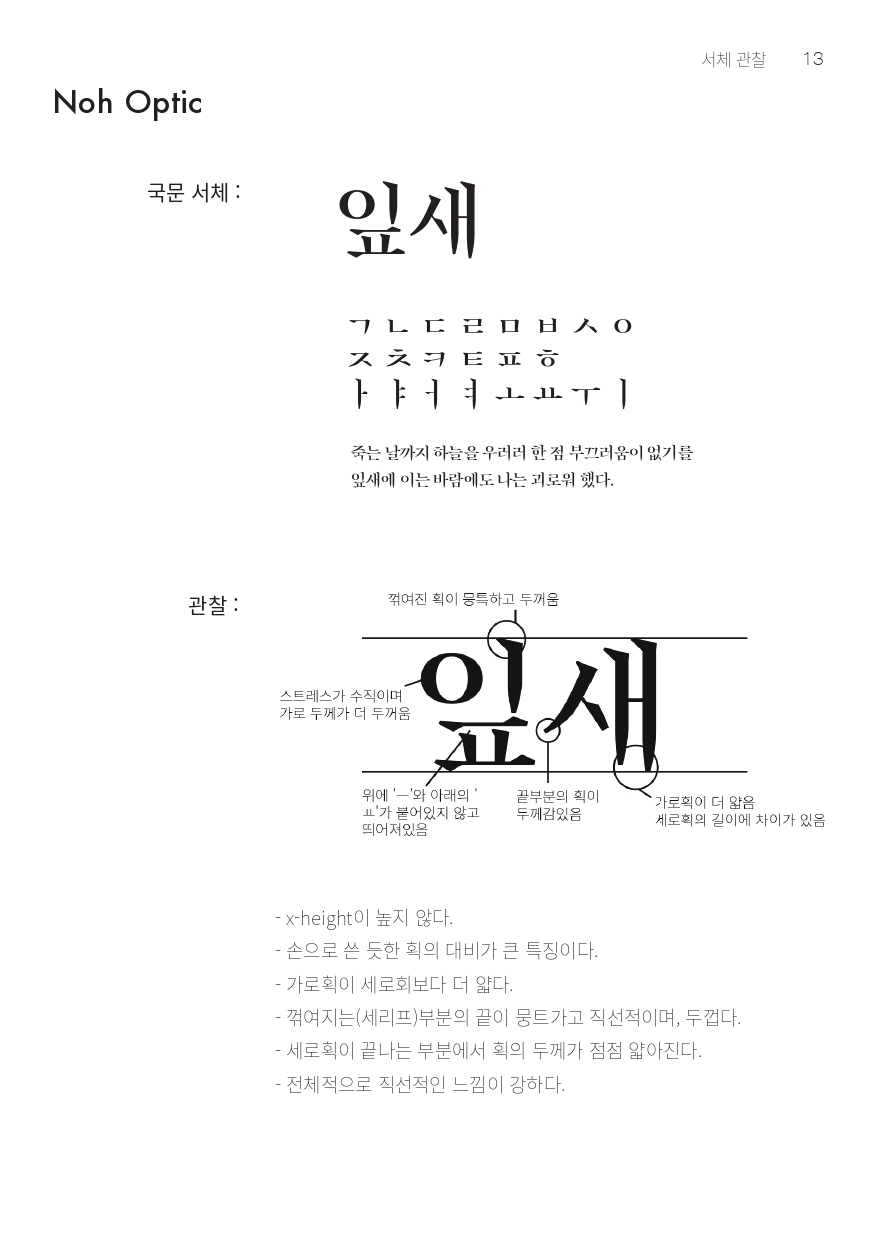 서체 관찰 13
Noh Optic
국문 서체 :
잎새
ㄱ ㄴ ㄷ ㄹ ㅁ ㅂ ㅅ ㅇ
ㅈ ㅊ ㅋ ㅌ ㅍ ㅎ
ㅏ ㅑ ㅓ ㅕ ㅗ ㅛ ㅜ ㅣ
죽는 날까지 하늘을 우러러 한 점 부끄러움이 없기를
잎새에 이는 바람에도 나는 괴로워 했다.
관찰 :
꺾여진 획이 뭉툭하고 두꺼움
잎새
스트레스가 수직이며
가로 두께가 더 두꺼움
위에 'ㅡ'와 아래의 '
ㅛ'가 붙어있지 않고
띄어져있음
끝부분의 획이
두께감있음
가로획이 더 얇음
세로획의 길이에 차이가 있음
- x-height이 높지 않다.
- 손으로 쓴 듯한 획의 대비가 큰 특징이다.
- 가로획이 세로회보다 더 얇다.
- 꺾여지는(세리프)부분의 끝이 뭉트가고 직선적이며, 두껍다.
- 세로획이 끝나는 부분에서 획의 두께가 점점 얇아진다.
- 전체적으로 직선적인 느낌이 강하다.